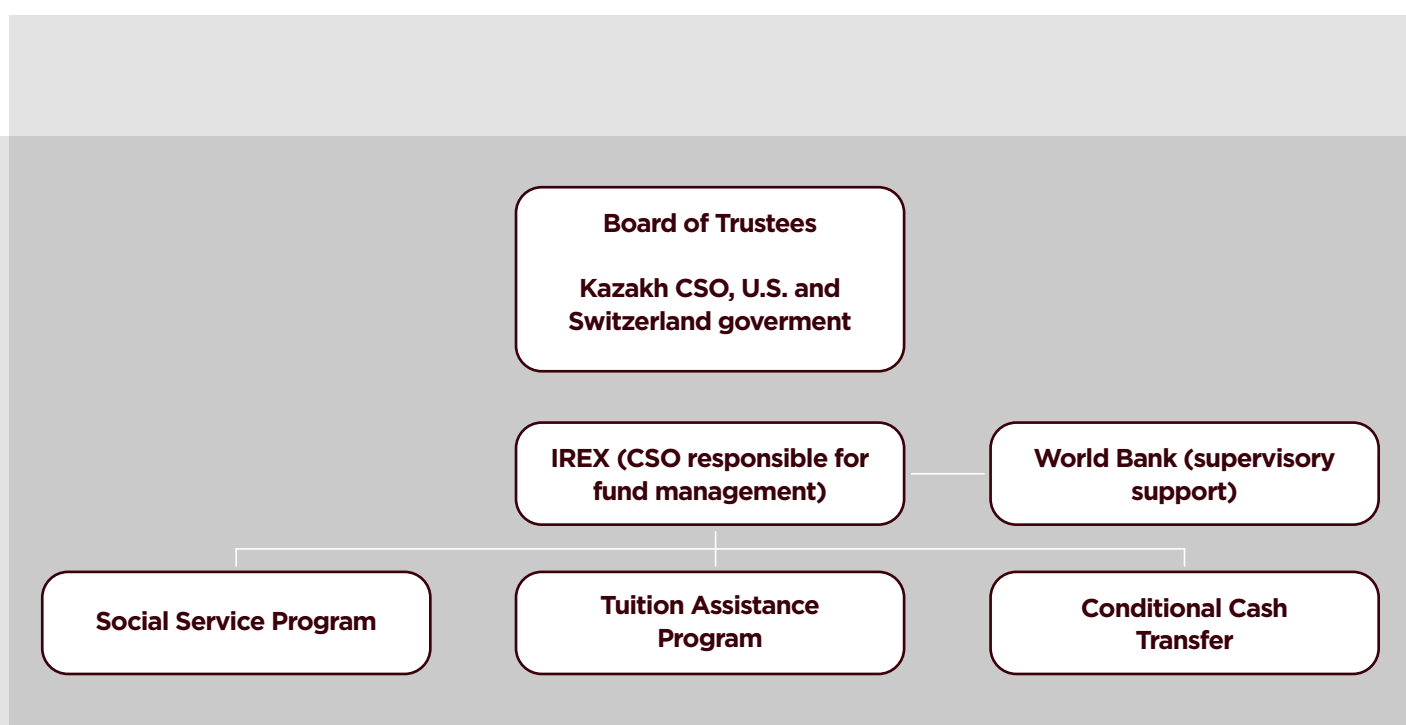 Board of Trustees
Kazakh CSO, U.S. and
Switzerland goverment
IREX (CSO responsible for
fund management)
World Bank (supervisory
support)
Social Service Program
Tuition Assistance
Program
Conditional Cash
Transfer